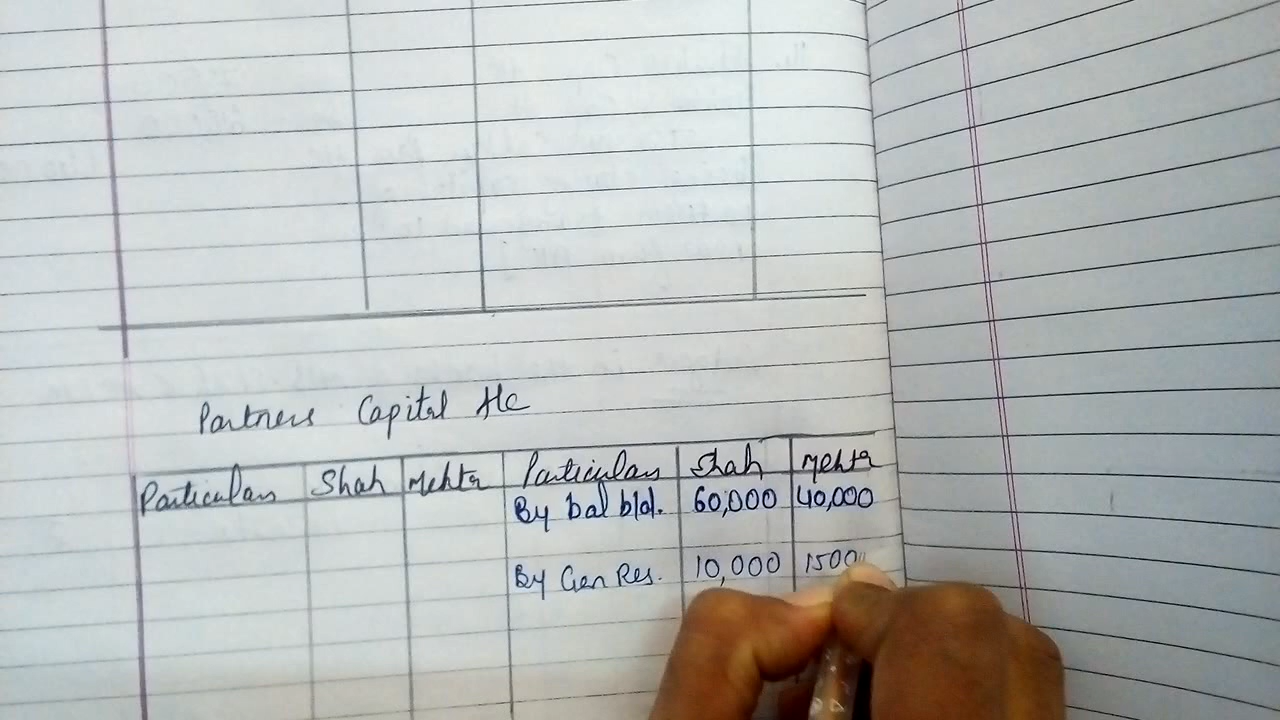 Partners Capital A/c
Particulars Shah Mehta Particulars Shah Mehta
By bal b/d. 60,000 40,000
By Gen Res. 10,000 1500